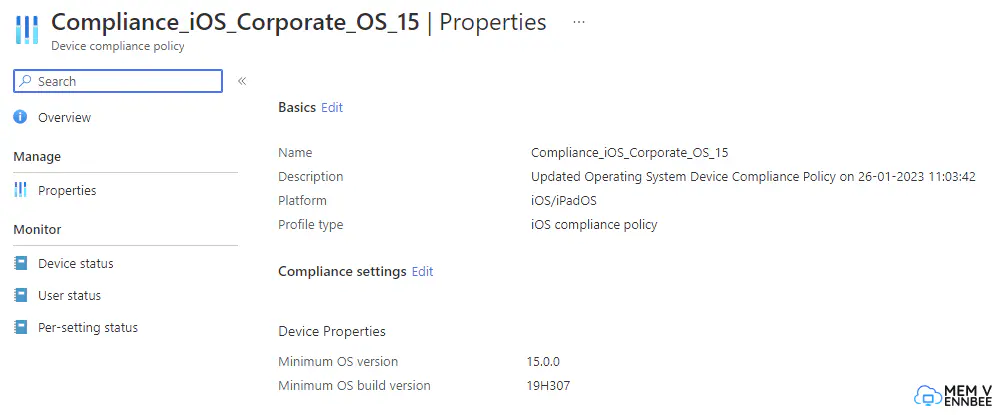 Compliance_iOS_Corporate_OS_15 | Properties ...
Device compliance policy
Search «
Overview
Manage
Properties
Monitor
Device status
User status
Per-setting status
Basics Edit
Name Compliance_iOS_Corporate_OS_15
Description Updated Operating System Device Compliance Policy on 26-01-2023 11:03:42
Platform iOS/iPadOS
Profile type iOS compliance policy
Compliance settings Edit
Device Properties
Minimum OS version 15.0.0
Minimum OS build version 19H307
MEM V
ENNBEE